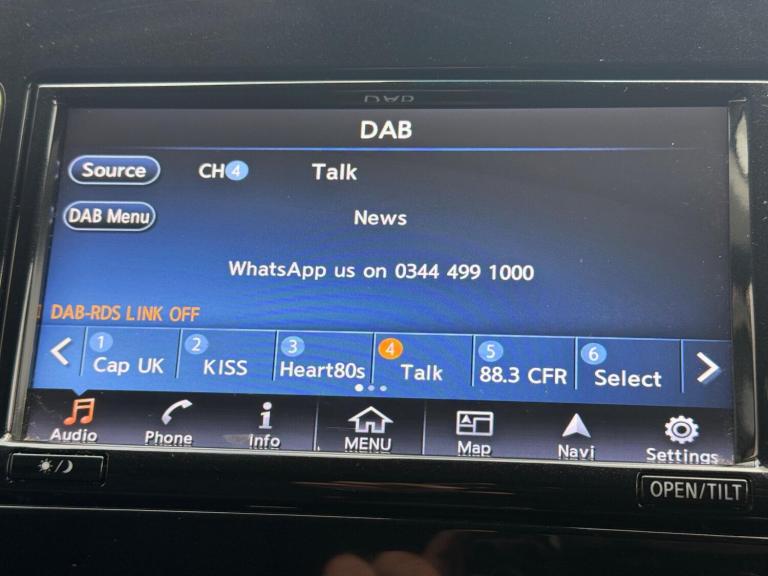 DAB
Source CH4 Talk
DAB Menu News
WhatsApp us on 0344 499 1000
DAB-RDS LINK OFF
1 Cap UK 2 KISS 3 Heart80s 4 Talk 5 88.3 CFR 6 Select
Audio Phone Info MENU Map Navi Settings
OPEN/TILT